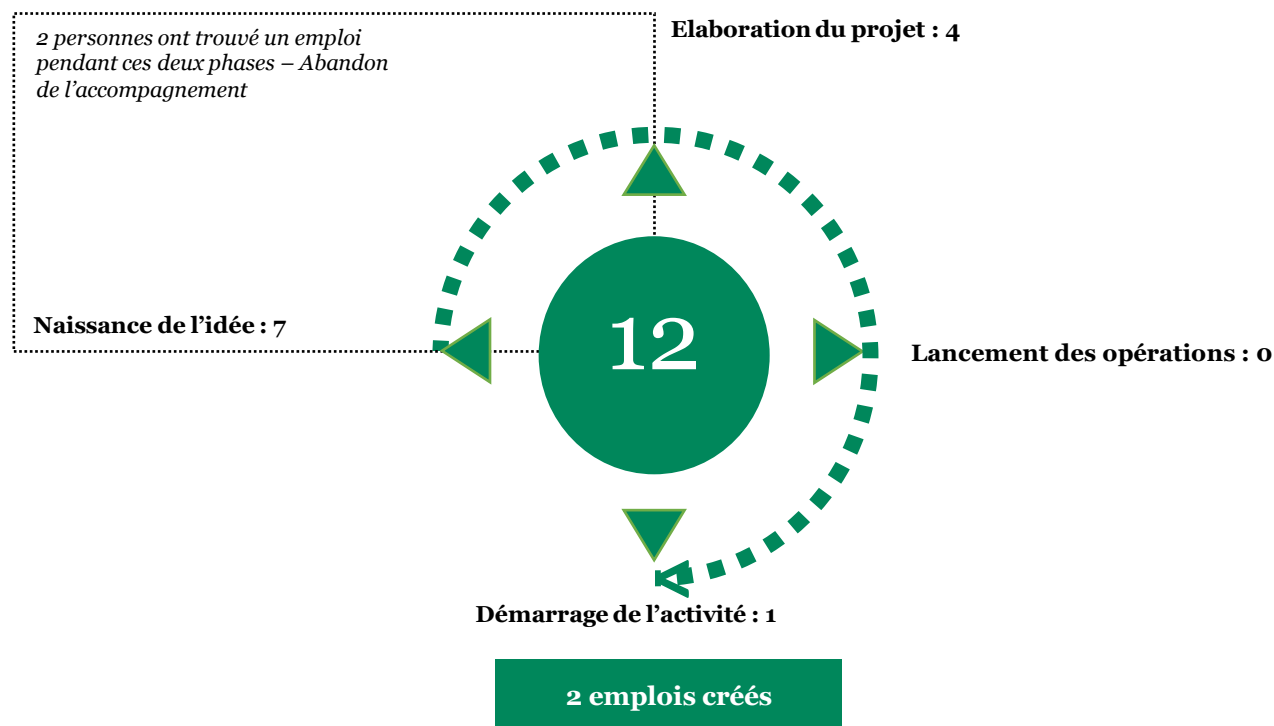 Elaboration du projet : 4
2 personnes ont trouvé un emploi
pendant ces deux phases – Abandon
de l’accompagnement
Naissance de l’idée : 7
12
Lancement des opérations : 0
Démarrage de l’activité : 1
2 emplois créés